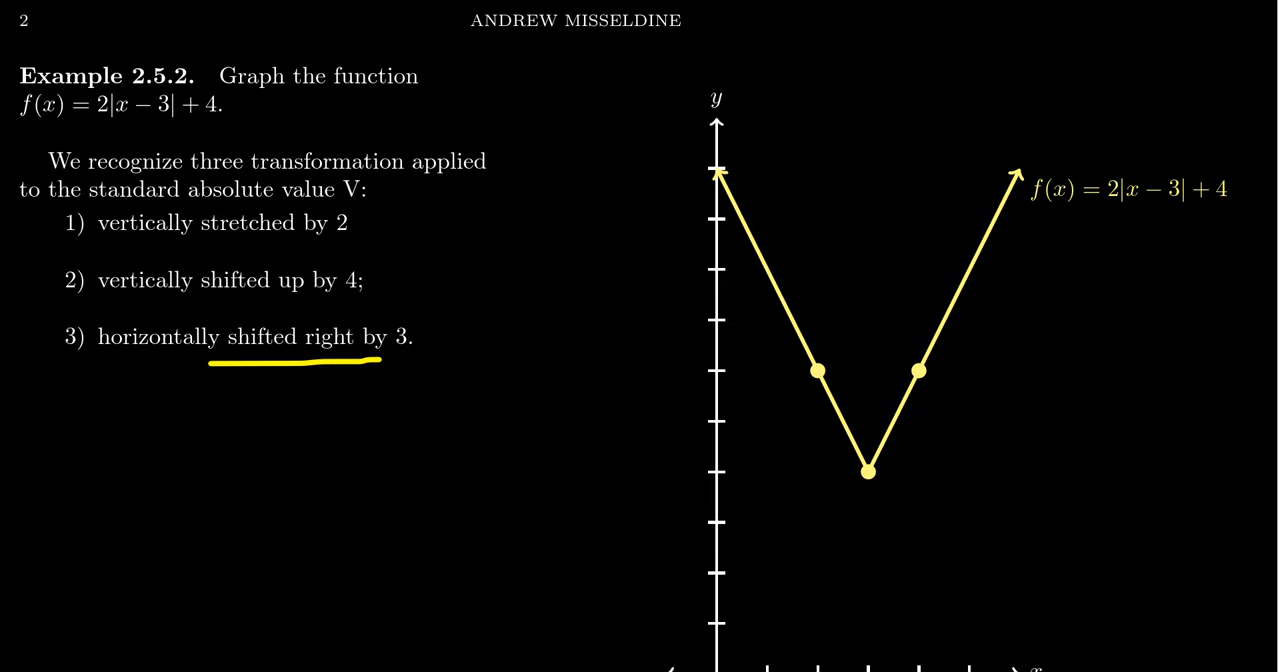 2
ANDREW MISSELDINE
Example 2.5.2. Graph the function
f(x) = 2|x − 3| + 4.
We recognize three transformation applied
to the standard absolute value V:
1) vertically stretched by 2
2) vertically shifted up by 4;
3) horizontally shifted right by 3.
y
f(x) = 2|x − 3| + 4
x